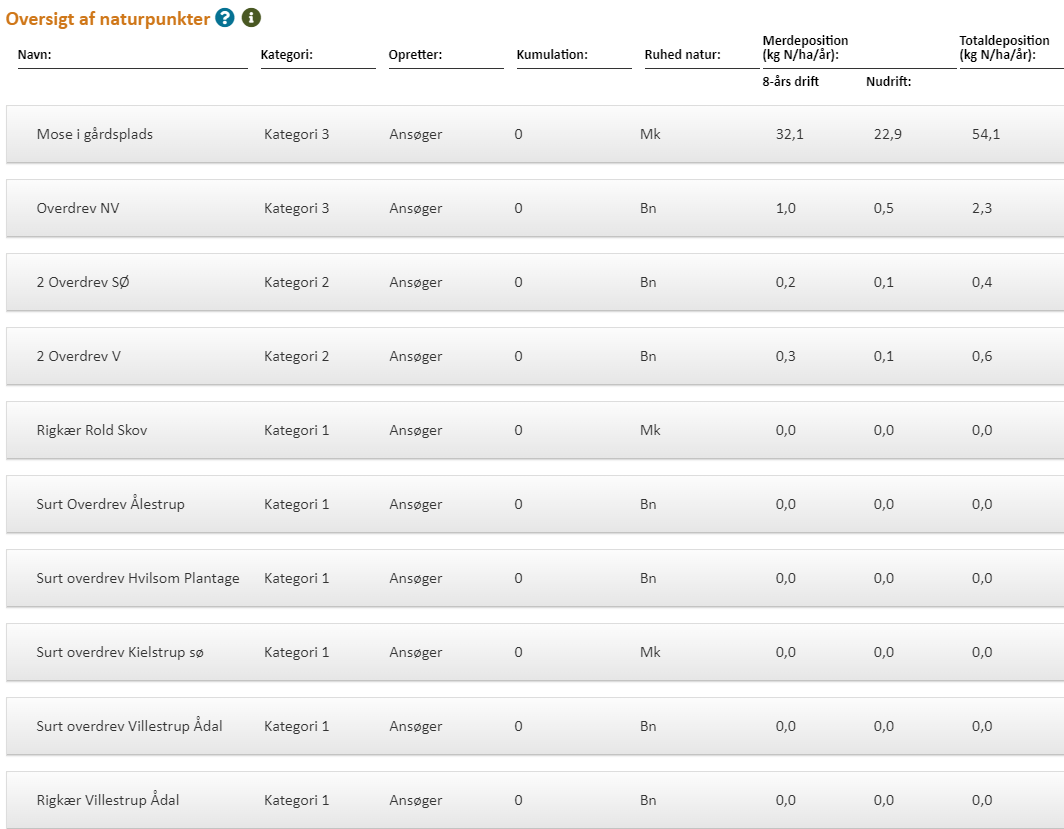 Oversigt af naturpunkter ? i
Navn: Kategori: Opretter: Kumulation: Ruhed natur: Merdeposition (kg N/ha/år): Totaldeposition (kg N/ha/år):
8-års drift Nudrift:
Mose i gårdsplads Kategori 3 Ansøger 0 Mk 32,1 22,9 54,1
Overdrev NV Kategori 3 Ansøger 0 Bn 1,0 0,5 2,3
2 Overdrev SØ Kategori 2 Ansøger 0 Bn 0,2 0,1 0,4
2 Overdrev V Kategori 2 Ansøger 0 Bn 0,3 0,1 0,6
Rigkær Rold Skov Kategori 1 Ansøger 0 Mk 0,0 0,0 0,0
Surt Overdrev Ålestrup Kategori 1 Ansøger 0 Bn 0,0 0,0 0,0
Surt overdrev Hvilsom Plantage Kategori 1 Ansøger 0 Bn 0,0 0,0 0,0
Surt overdrev Kielstrup sø Kategori 1 Ansøger 0 Mk 0,0 0,0 0,0
Surt overdrev Villestrup Ådal Kategori 1 Ansøger 0 Bn 0,0 0,0 0,0
Rigkær Villestrup Ådal Kategori 1 Ansøger 0 Bn 0,0 0,0 0,0